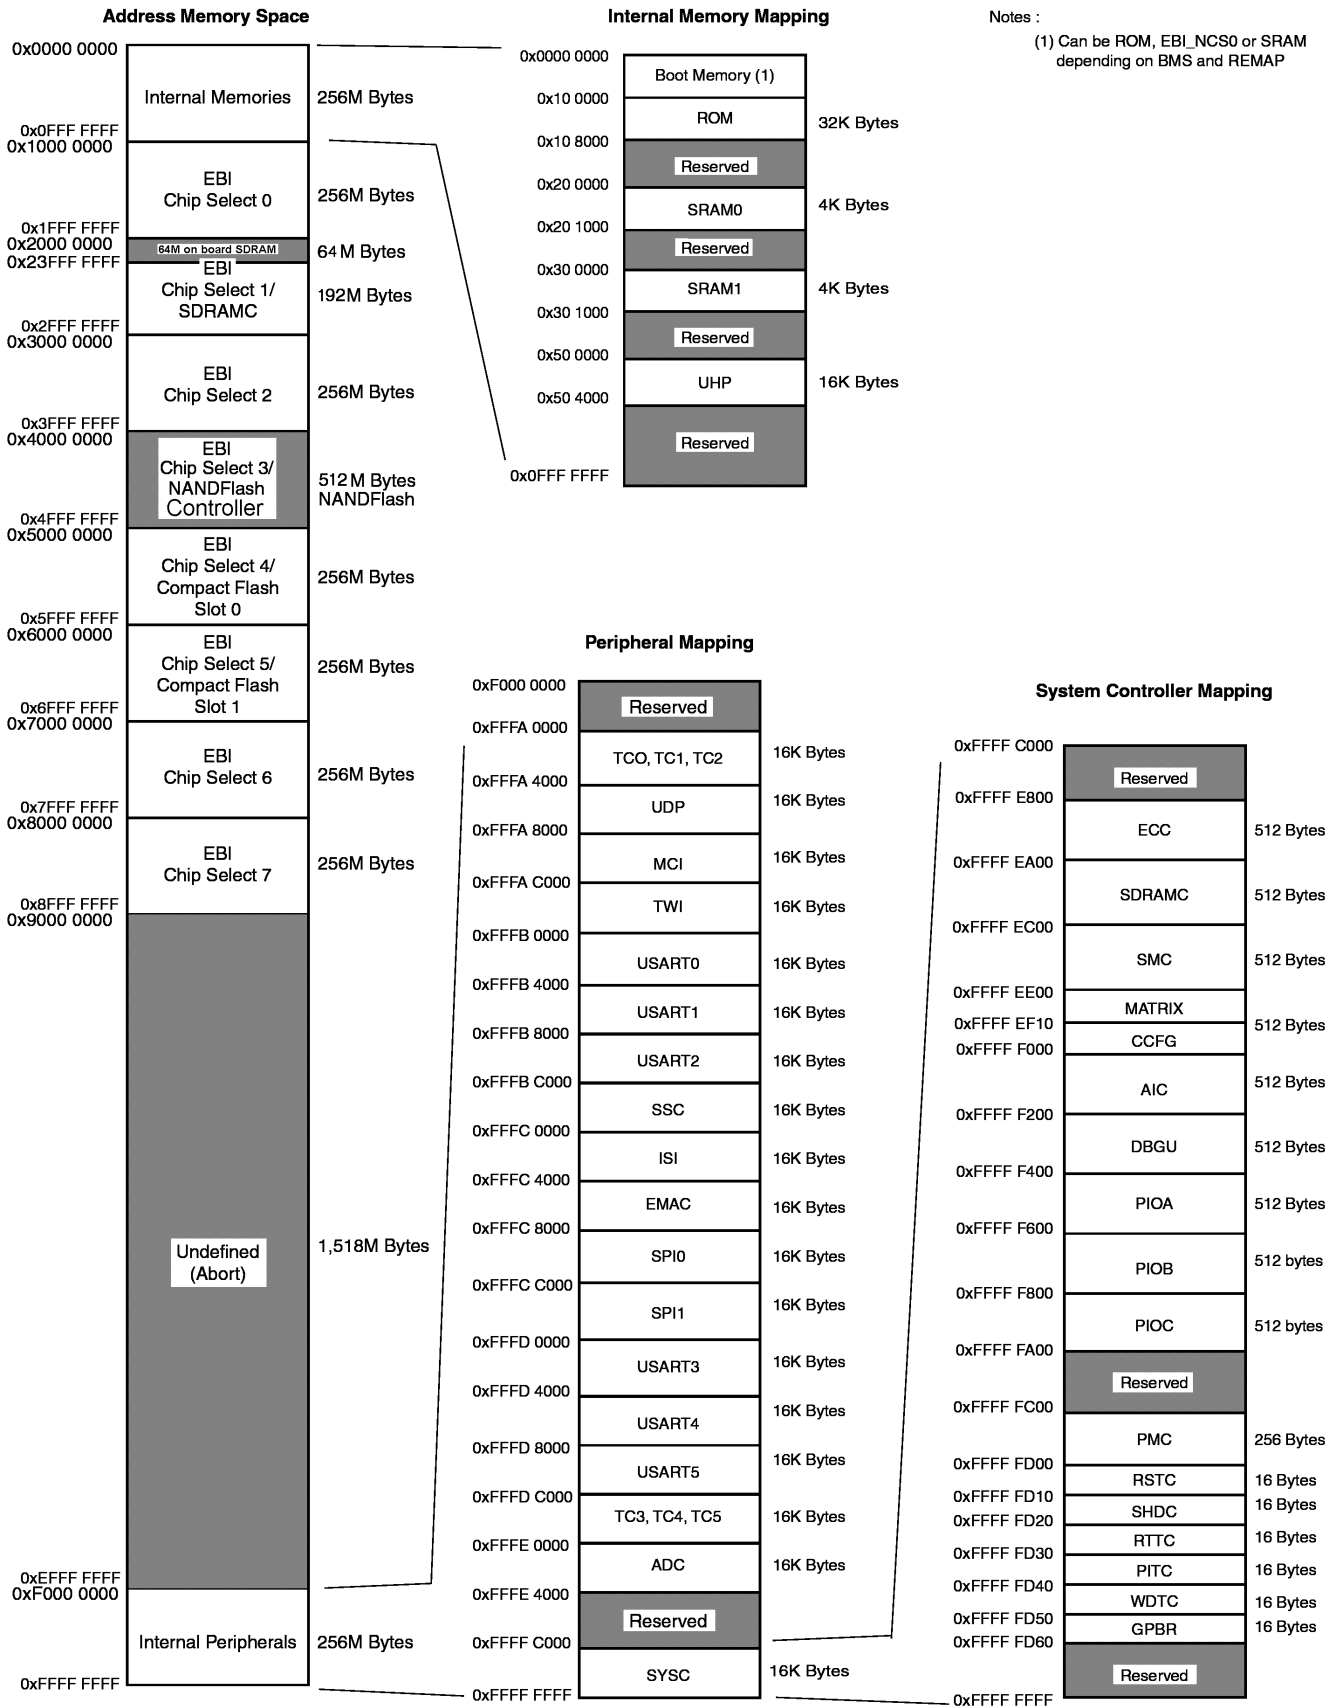 Address Memory Space
0x0000 0000
Internal Memories
256M Bytes
0x0FFF FFFF
0x1000 0000
EBI
Chip Select 0
256M Bytes
0x1FFF FFFF
0x2000 0000
64M on board SDRAM
64M Bytes
0x23FFF FFFF
EBI
Chip Select 1/
SDRAMC
192M Bytes
0x2FFF FFFF
0x3000 0000
EBI
Chip Select 2
256M Bytes
0x3FFF FFFF
0x4000 0000
EBI
Chip Select 3/
NANDFlash
Controller
512M Bytes
NANDFlash
0x4FFF FFFF
0x5000 0000
EBI
Chip Select 4/
Compact Flash
Slot 0
256M Bytes
0x5FFF FFFF
0x6000 0000
EBI
Chip Select 5/
Compact Flash
Slot 1
256M Bytes
0x6FFF FFFF
0x7000 0000
EBI
Chip Select 6
256M Bytes
0x7FFF FFFF
0x8000 0000
EBI
Chip Select 7
256M Bytes
0x8FFF FFFF
0x9000 0000
Undefined
(Abort)
1,518M Bytes
0xEFFF FFFF
0xF000 0000
Internal Peripherals
256M Bytes
0xFFFF FFFF
Internal Memory Mapping
0x0000 0000
Boot Memory (1)
0x10 0000
ROM
32K Bytes
0x10 8000
Reserved
0x20 0000
SRAM0
4K Bytes
0x20 1000
Reserved
0x30 0000
SRAM1
4K Bytes
0x30 1000
Reserved
0x50 0000
UHP
16K Bytes
0x50 4000
Reserved
0x0FFF FFFF
Notes :
(1) Can be ROM, EBI_NCS0 or SRAM
depending on BMS and REMAP
Peripheral Mapping
0xF000 0000
Reserved
0xFFFA 0000
TCO, TC1, TC2
16K Bytes
0xFFFA 4000
UDP
16K Bytes
0xFFFA 8000
MCI
16K Bytes
0xFFFA C000
TWI
16K Bytes
0xFFFB 0000
USART0
16K Bytes
0xFFFB 4000
USART1
16K Bytes
0xFFFB 8000
USART2
16K Bytes
0xFFFB C000
SSC
16K Bytes
0xFFFC 0000
ISI
16K Bytes
0xFFFC 4000
EMAC
16K Bytes
0xFFFC 8000
SPI0
16K Bytes
0xFFFC C000
SPI1
16K Bytes
0xFFFD 0000
USART3
16K Bytes
0xFFFD 4000
USART4
16K Bytes
0xFFFD 8000
USART5
16K Bytes
0xFFFD C000
TC3, TC4, TC5
16K Bytes
0xFFFE 0000
ADC
16K Bytes
0xFFFE 4000
Reserved
0xFFFF C000
SYSC
16K Bytes
0xFFFF FFFF
System Controller Mapping
0xFFFF C000
Reserved
0xFFFF E800
ECC
512 Bytes
0xFFFF EA00
SDRAMC
512 Bytes
0xFFFF EC00
SMC
512 Bytes
0xFFFF EE00
MATRIX
0xFFFF EF10
512 Bytes
CCFG
0xFFFF F000
AIC
512 Bytes
0xFFFF F200
DBGU
512 Bytes
0xFFFF F400
PIOA
512 Bytes
0xFFFF F600
PIOB
512 bytes
0xFFFF F800
PIOC
512 bytes
0xFFFF FA00
Reserved
0xFFFF FC00
PMC
256 Bytes
0xFFFF FD00
RSTC
16 Bytes
0xFFFF FD10
SHDC
16 Bytes
0xFFFF FD20
RTTC
16 Bytes
0xFFFF FD30
PITC
16 Bytes
0xFFFF FD40
WDTC
16 Bytes
0xFFFF FD50
GPBR
16 Bytes
0xFFFF FD60
Reserved
0xFFFF FFFF